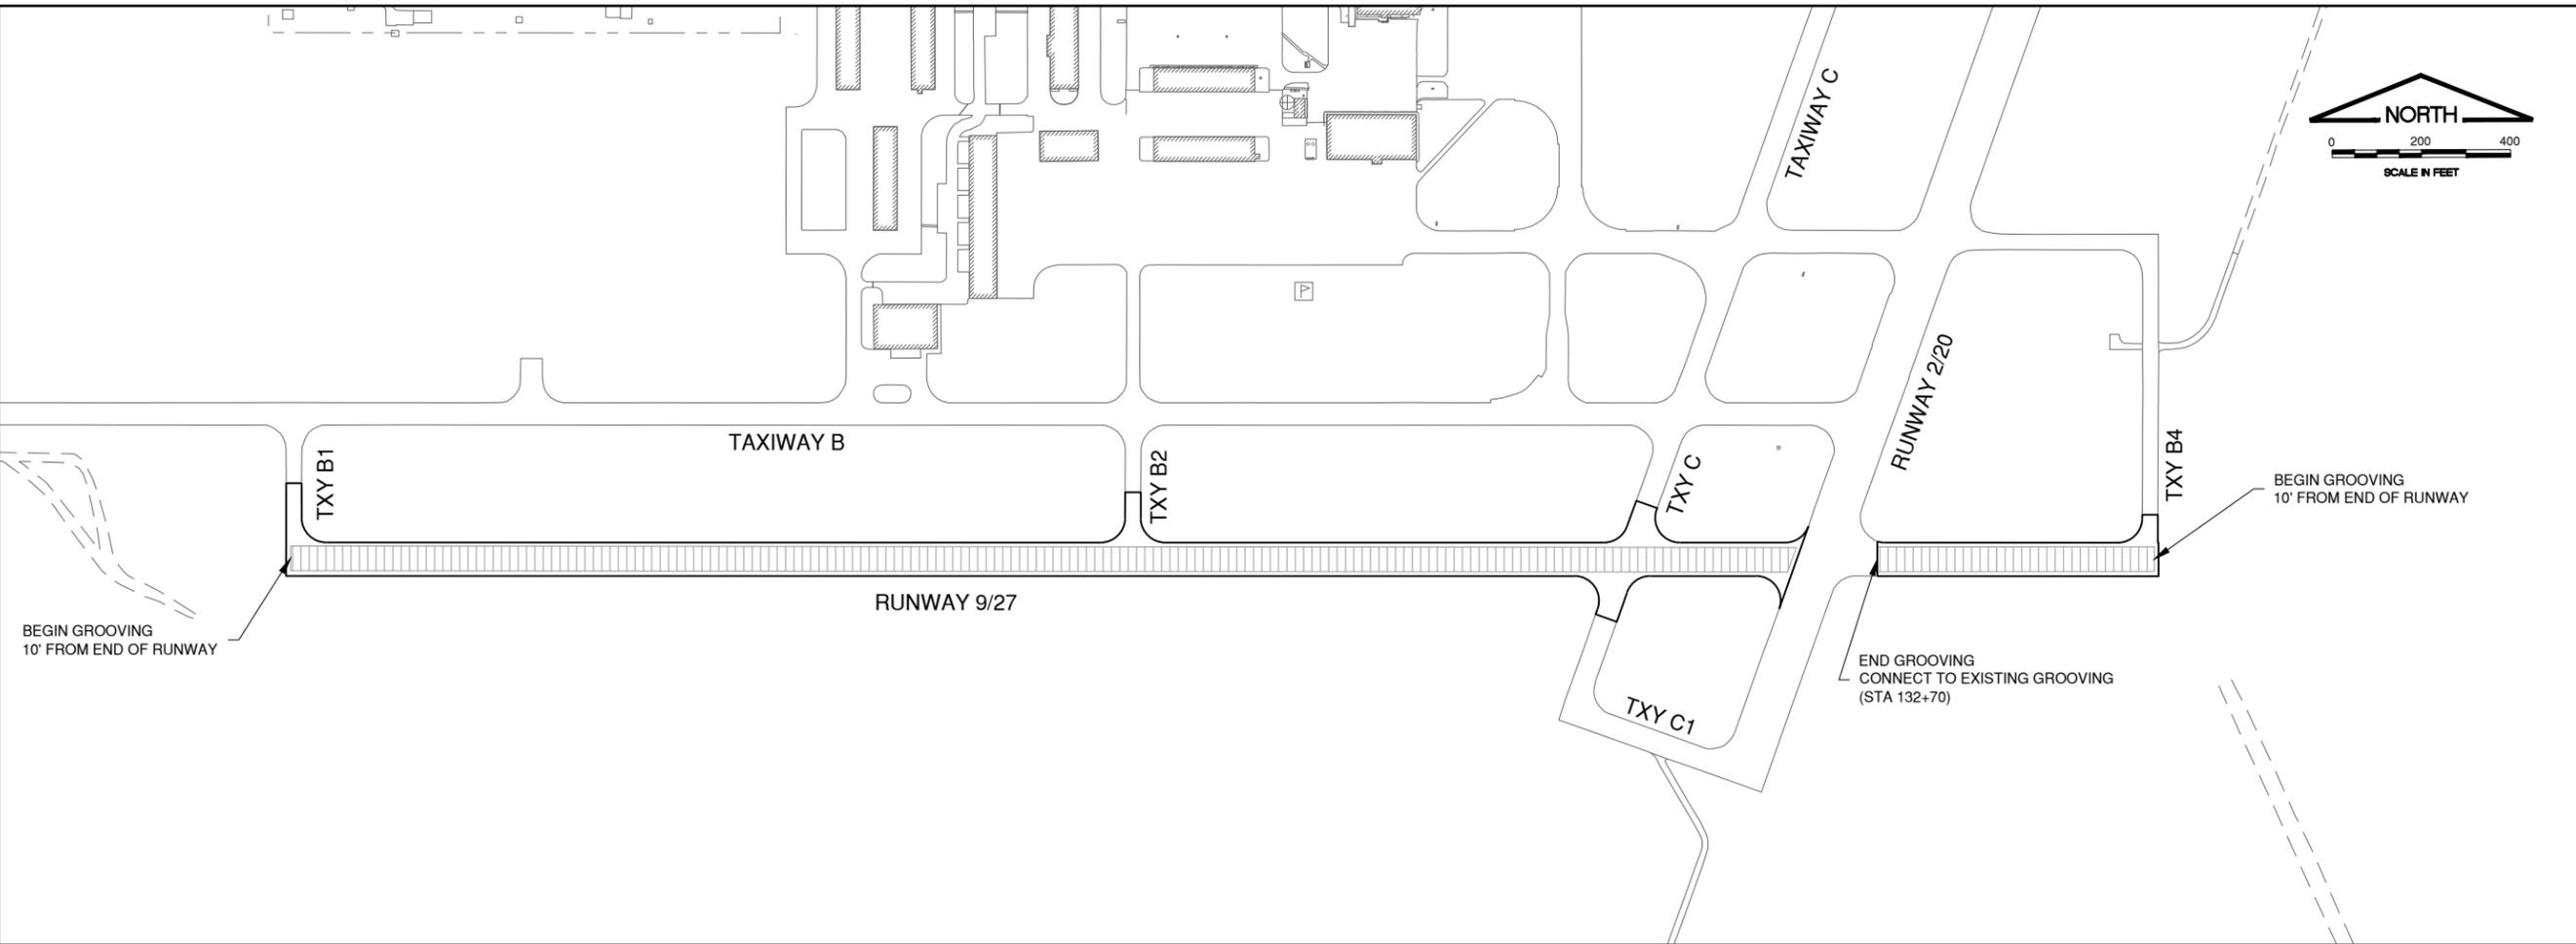 TAXIWAY C
NORTH
0 200 400
SCALE IN FEET
RUNWAY 2/20
TAXIWAY B
TXY B1
TXY B2
TXY C
TXY B4
BEGIN GROOVING
10' FROM END OF RUNWAY
RUNWAY 9/27
BEGIN GROOVING
10' FROM END OF RUNWAY
END GROOVING
CONNECT TO EXISTING GROOVING
(STA 132+70)
TXY C1